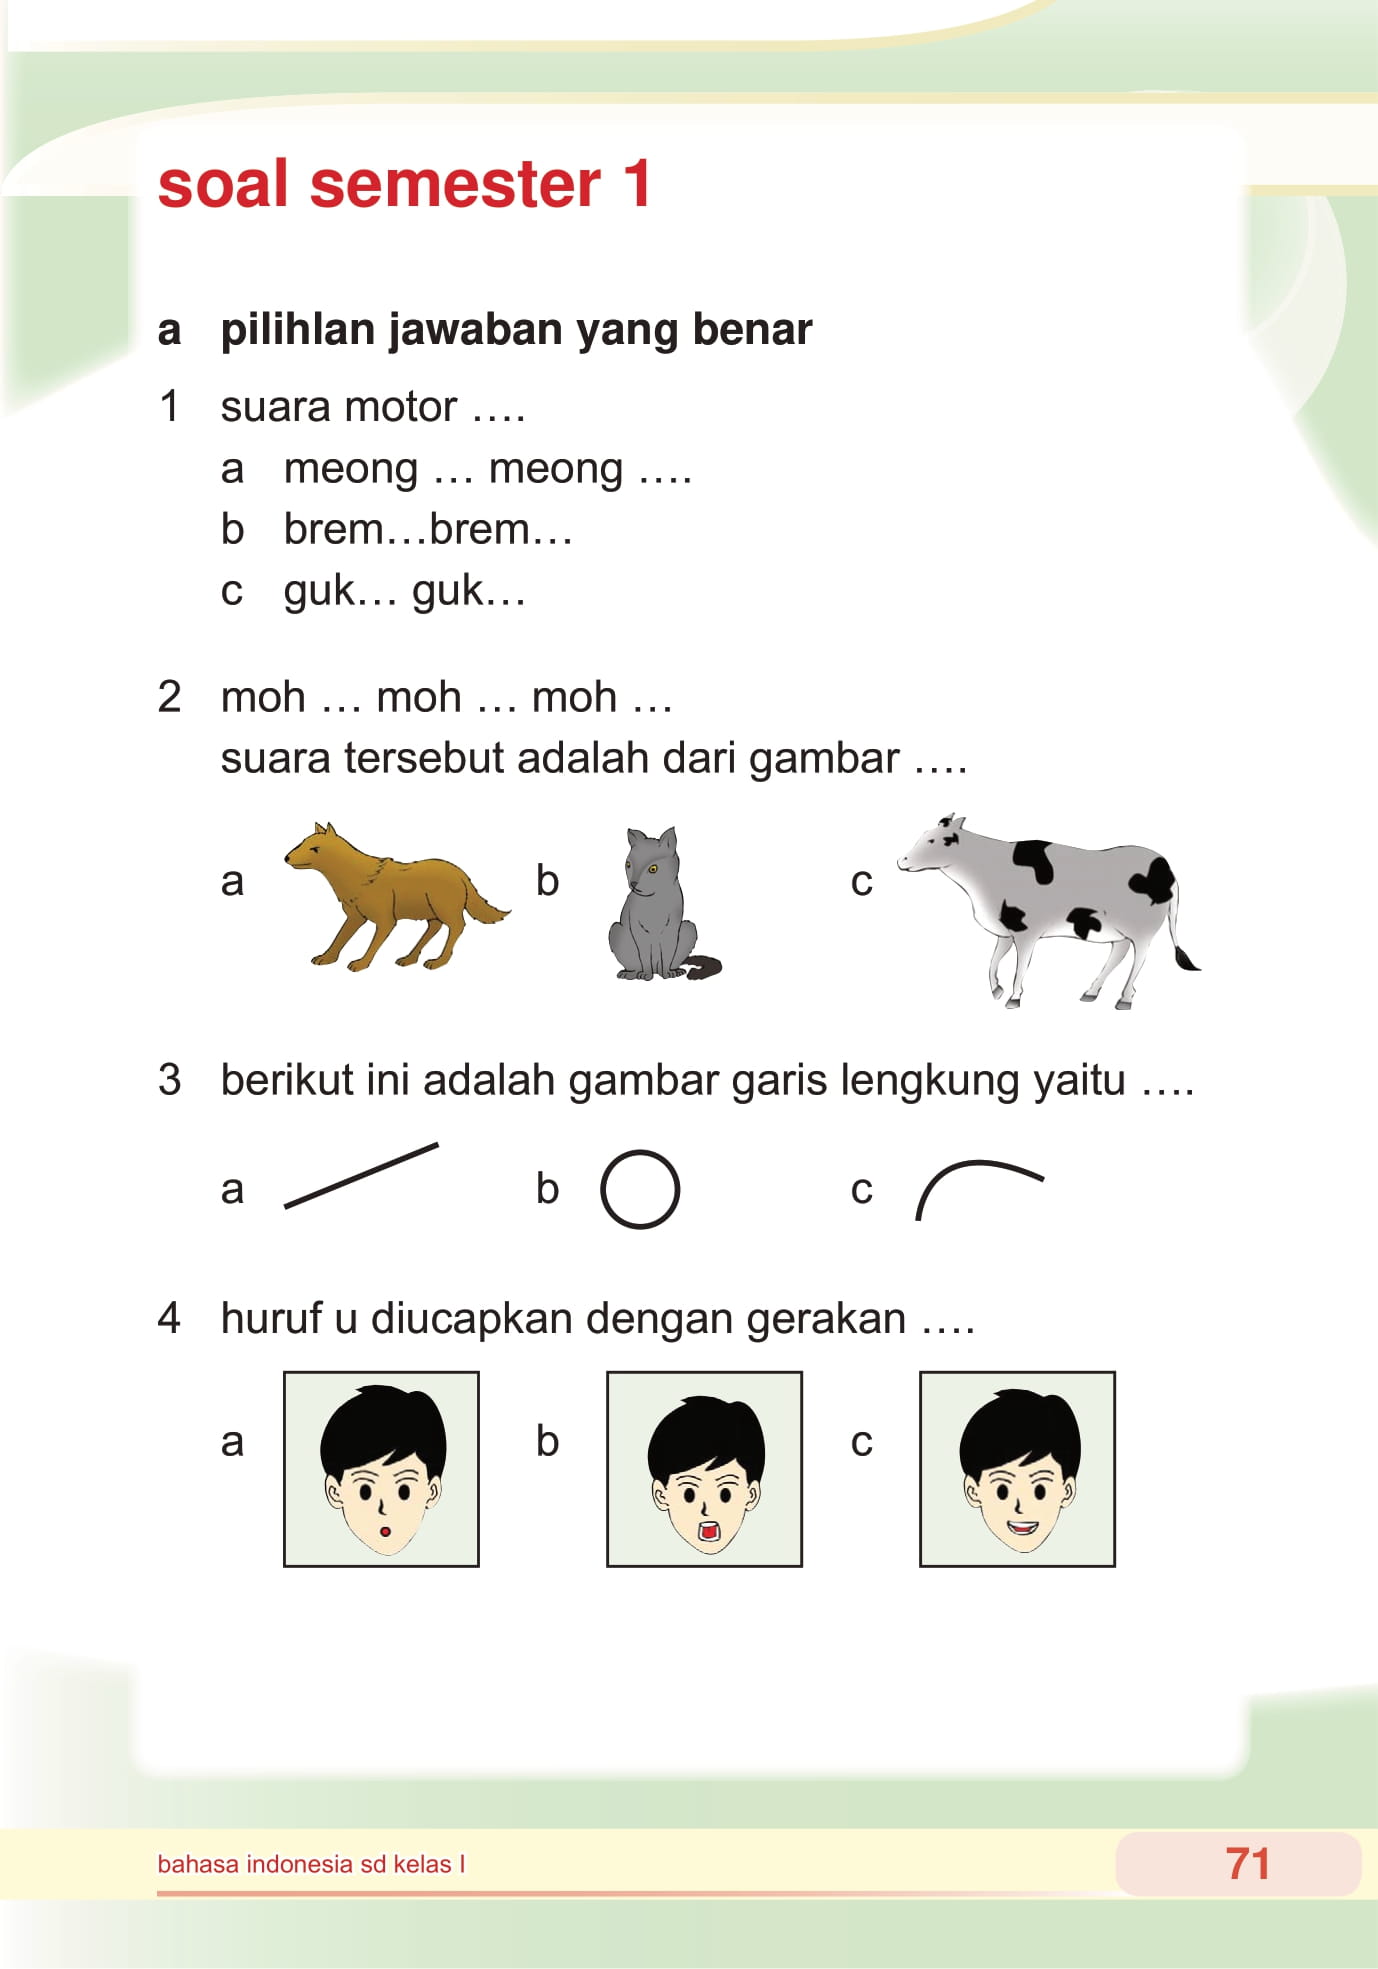 soal semester 1
a pilihlan jawaban yang benar
1 suara motor ....
a meong ... meong ....
b brem...brem...
c guk... guk...
2 moh ... moh ... moh ...
suara tersebut adalah dari gambar ....
a b c
3 berikut ini adalah gambar garis lengkung yaitu ....
a b c
4 huruf u diucapkan dengan gerakan ....
a b c
bahasa indonesia sd kelas I
71